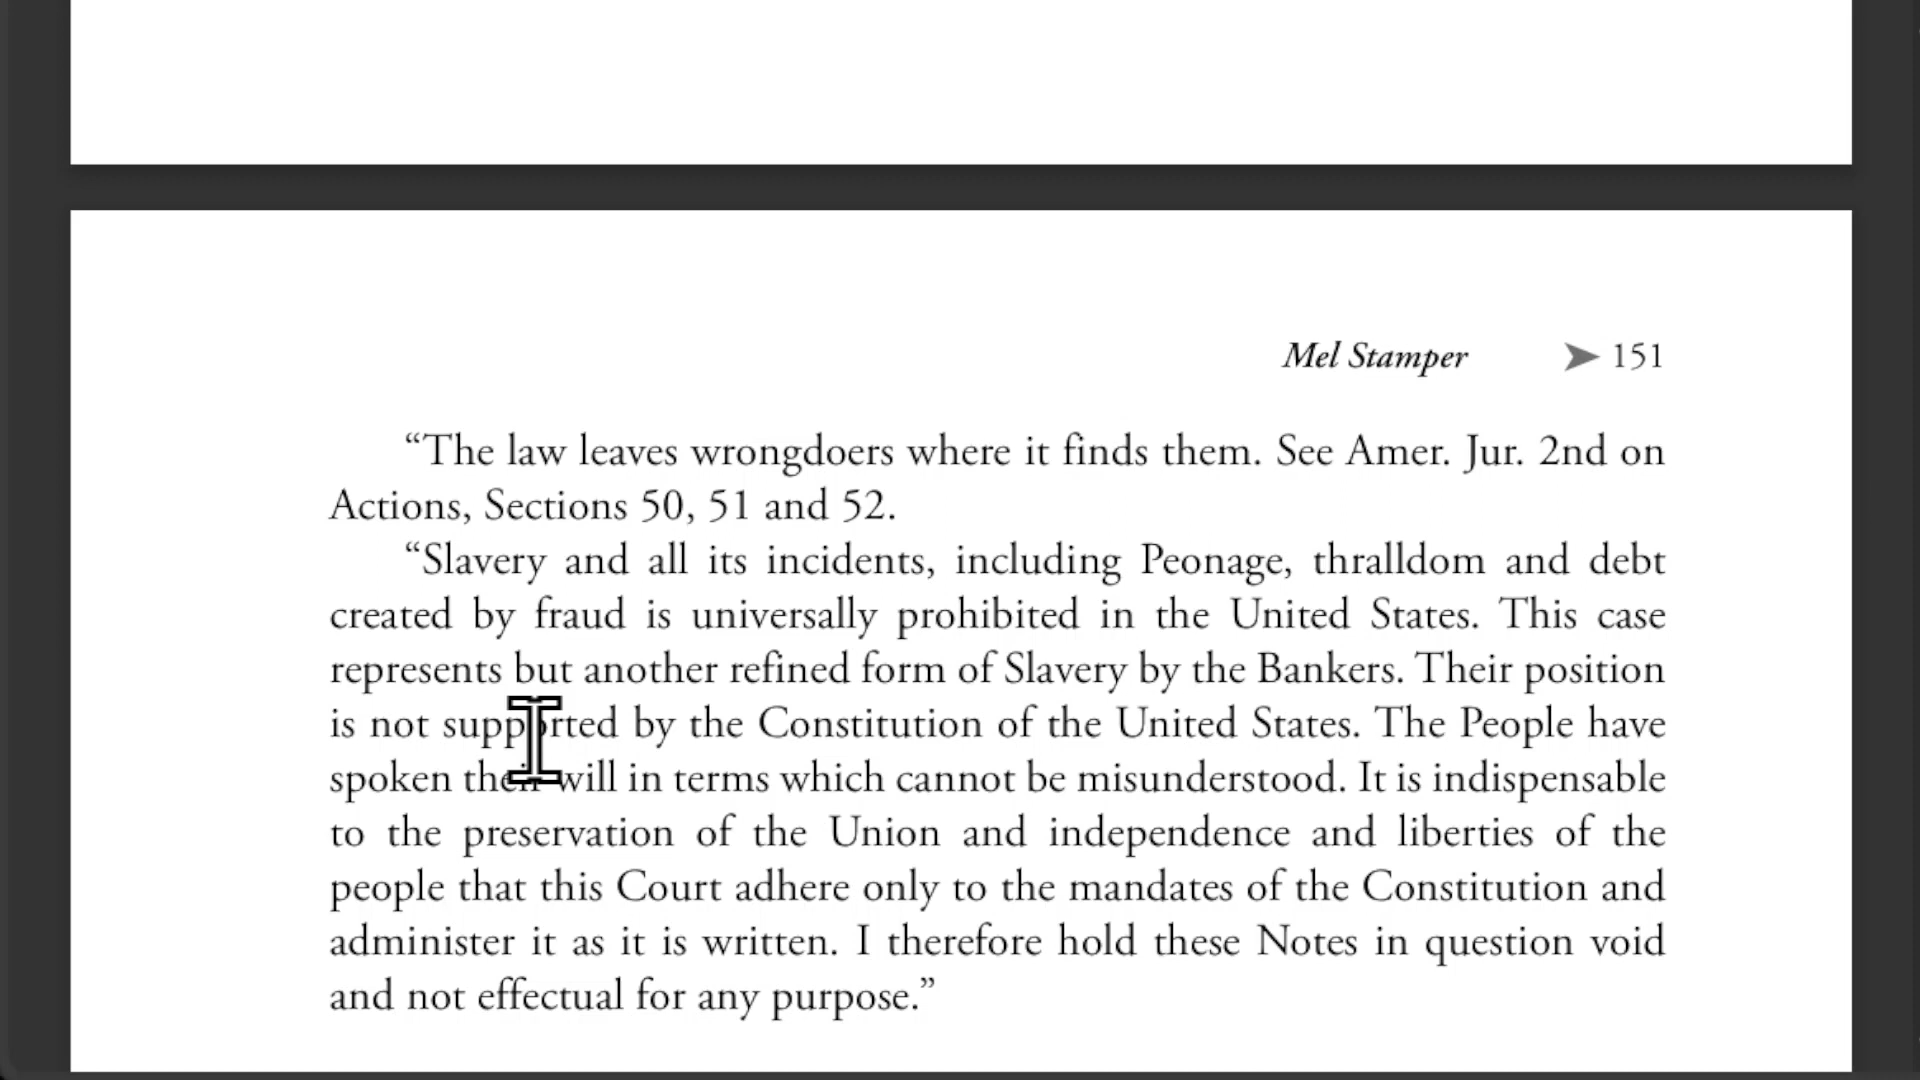 Mel Stamper ➤ 151
“The law leaves wrongdoers where it finds them. See Amer. Jur. 2nd on
Actions, Sections 50, 51 and 52.
“Slavery and all its incidents, including Peonage, thralldom and debt
created by fraud is universally prohibited in the United States. This case
represents but another refined form of Slavery by the Bankers. Their position
is not supported by the Constitution of the United States. The People have
spoken their will in terms which cannot be misunderstood. It is indispensable
to the preservation of the Union and independence and liberties of the
people that this Court adhere only to the mandates of the Constitution and
administer it as it is written. I therefore hold these Notes in question void
and not effectual for any purpose.”